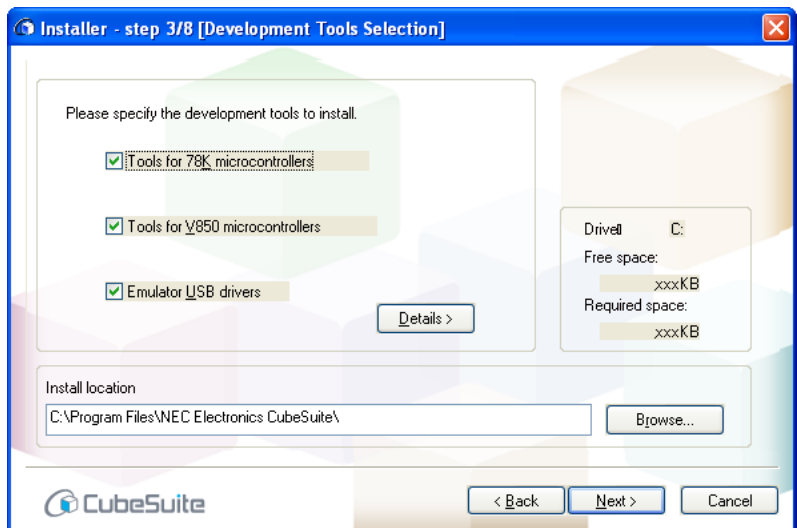 Installer - step 3/8 [Development Tools Selection]
Please specify the development tools to install.
Tools for 78K microcontrollers
Tools for V850 microcontrollers
Emulator USB drivers
Details >
Drive
C:
Free space:
xxxKB
Required space:
xxxKB
Install location
C:\Program Files\NEC Electronics CubeSuite\
Browse...
CubeSuite
< Back
Next >
Cancel